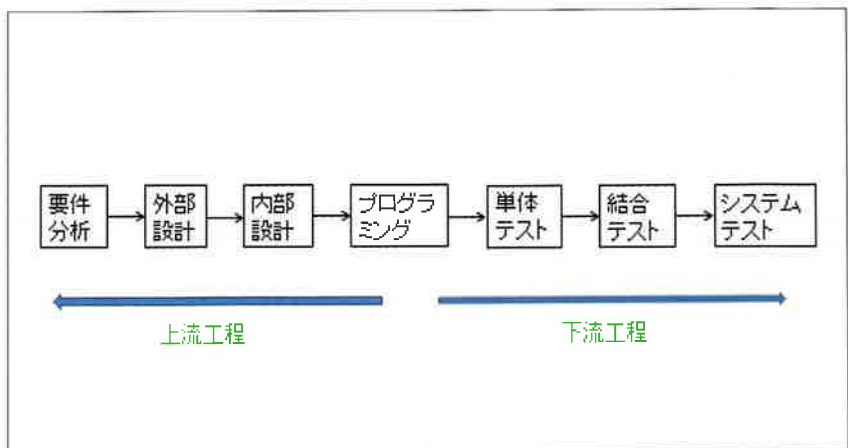 要件
分析
外部
設計
内部
設計
プログラ
ミング
単体
テスト
結合
テスト
システム
テスト
上流工程
下流工程